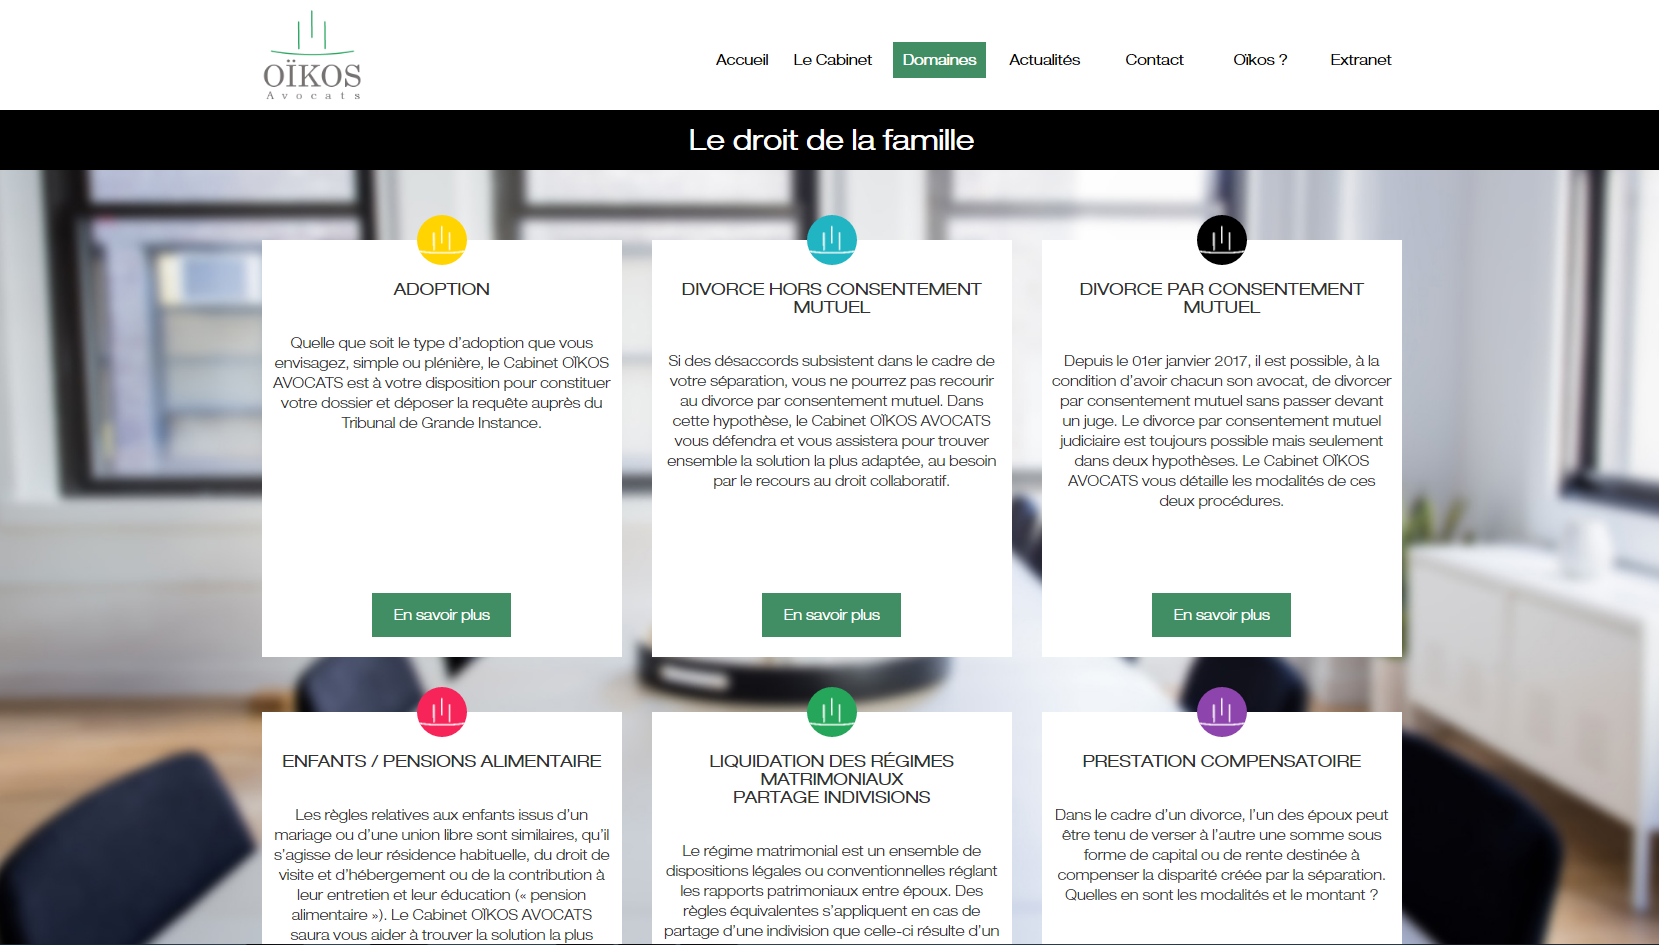 OÏKOS
Avocats
Accueil
Le Cabinet
Domaines
Actualités
Contact
Oïkos ?
Extranet
Le droit de la famille
ADOPTION
Quelle que soit le type d’adoption que vous
envisagez, simple ou plénière, le Cabinet OÏKOS
AVOCATS est à votre disposition pour constituer
votre dossier et déposer la requête auprès du
Tribunal de Grande Instance.
En savoir plus
DIVORCE HORS CONSENTEMENT
MUTUEL
Si des désaccords subsistent dans le cadre de
votre séparation, vous ne pourrez pas recourir
au divorce par consentement mutuel. Dans
cette hypothèse, le Cabinet OÏKOS AVOCATS
vous défendra et vous assistera pour trouver
ensemble la solution la plus adaptée, au besoin
par le recours au droit collaboratif.
En savoir plus
DIVORCE PAR CONSENTEMENT
MUTUEL
Depuis le 01er janvier 2017, il est possible, à la
condition d’avoir chacun son avocat, de divorcer
par consentement mutuel sans passer devant
un juge. Le divorce par consentement mutuel
judiciaire est toujours possible mais seulement
dans deux hypothèses. Le Cabinet OÏKOS
AVOCATS vous détaille les modalités de ces
deux procédures.
En savoir plus
ENFANTS / PENSIONS ALIMENTAIRE
Les règles relatives aux enfants issus d’un
mariage ou d’une union libre sont similaires, qu’il
s’agisse de leur résidence habituelle, du droit de
visite et d’hébergement ou de la contribution à
leur entretien et leur éducation (« pension
alimentaire »). Le Cabinet OÏKOS AVOCATS
saura vous aider à trouver la solution la plus
LIQUIDATION DES RÉGIMES
MATRIMONIAUX
PARTAGE INDIVISIONS
Le régime matrimonial est un ensemble de
dispositions légales ou conventionnelles réglant
les rapports patrimoniaux entre époux. Des
règles équivalentes s’appliquent en cas de
partage d’une indivision que celle-ci résulte d’un
PRESTATION COMPENSATOIRE
Dans le cadre d’un divorce, l’un des époux peut
être tenu de verser à l’autre une somme sous
forme de capital ou de rente destinée à
compenser la disparité créée par la séparation.
Quelles en sont les modalités et le montant ?